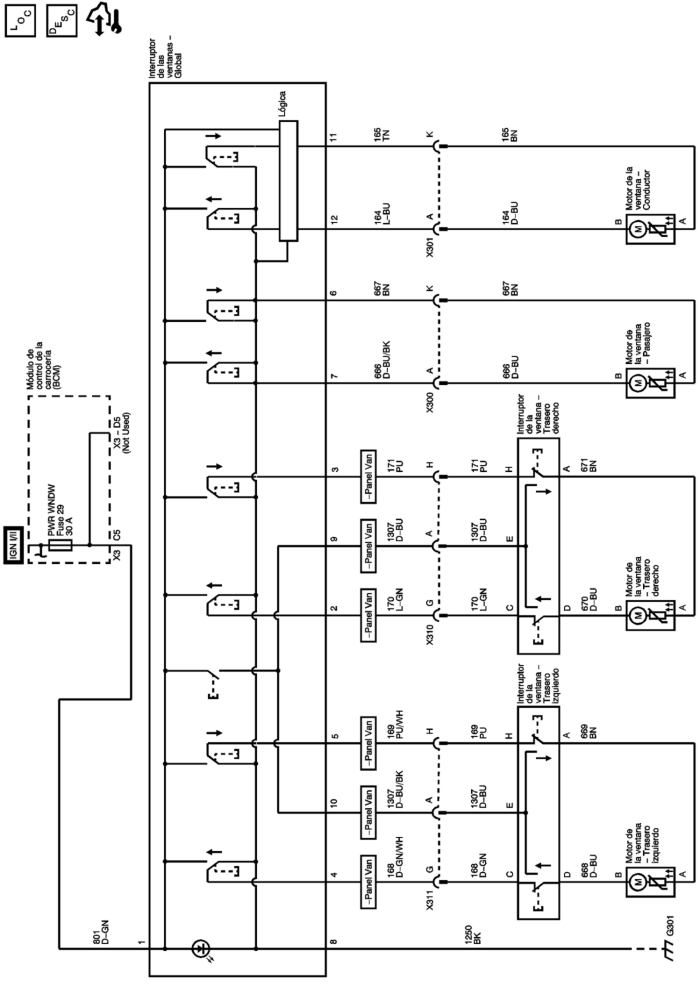 LOC
DESC
IGN I/II
Módulo de
control de la
carrocería
(BCM)
PWR WNDW
Fuse 29
30 A
X3
C5
X3 – D5
(Not Used)
Interruptor
de las
ventanas –
Global
Lógica
801
D–GN
1
4
10
5
2
9
3
7
6
12
11
8
–Panel Van
–Panel Van
–Panel Van
–Panel Van
–Panel Van
–Panel Van
168
D–GN/WH
1307
D–BU/BK
169
PU/WH
170
L–GN
1307
D–BU
171
PU
666
D–BU/BK
667
BN
164
L–BU
165
TN
X311
G
A
H
X310
G
A
H
X300
A
K
X301
A
K
1250
BK
168
D–GN
1307
D–BU
169
PU
170
L–GN
1307
D–BU
171
PU
666
D–BU
667
BN
164
D–BU
165
BN
C
E
H
Interruptor
de la
ventana –
Trasero
Izquierdo
C
E
H
Interruptor
de la
ventana –
Trasero
derecho
D
A
D
A
668
D–BU
669
BN
670
D–BU
671
BN
Motor de
la ventana
– Trasero
Izquierdo
B
M
A
Motor de
la ventana
– Trasero
derecho
B
M
A
Motor de
la ventana
– Pasajero
B
M
A
Motor de la
ventana –
Conductor
B
M
A
G301